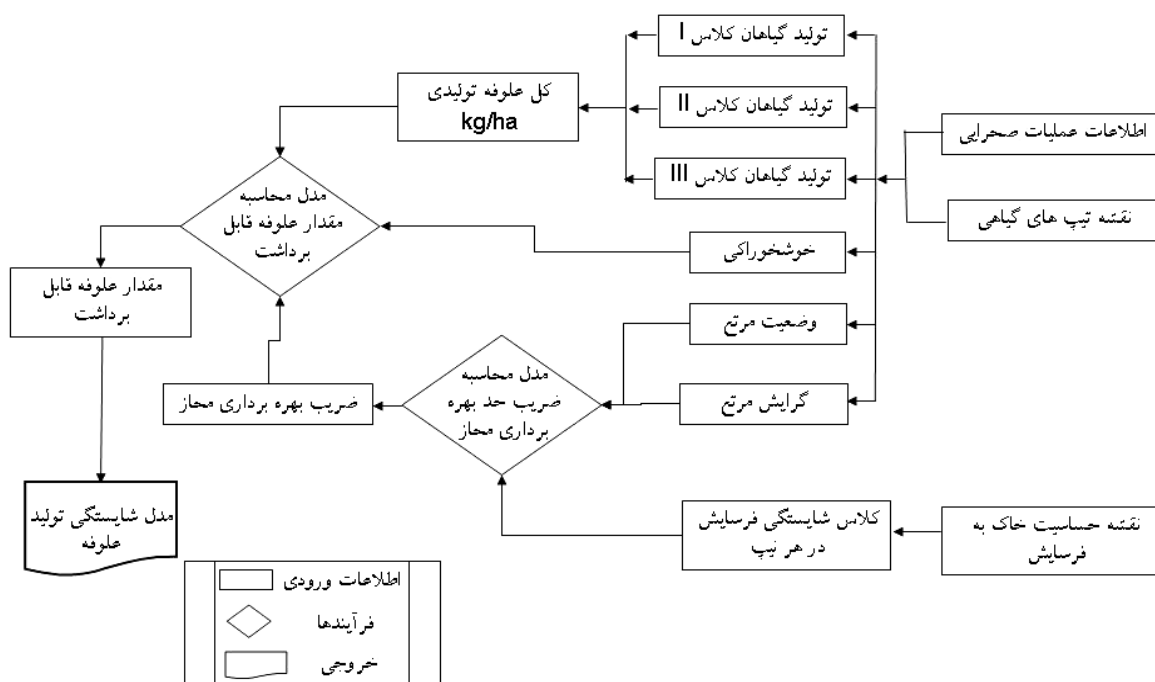 تولید گیاهان کلاس I
تولید گیاهان کلاس II
تولید گیاهان کلاس III
خوشخوراکی
وضعیت مرتع
گرایش مرتع
اطلاعات عملیات صحرایی
نقشه تیپ های گیاهی
نقشه حساسیت خاک به
فرسایش
کلاس شایستگی فرسایش
در هر تیپ
کل علوفه تولیدی
kg/ha
مدل محاسبه
مقدار علوفه قابل
برداشت
مقدار علوفه قابل
برداشت
مدل محاسبه
ضریب حد بهره
برداری مجاز
ضریب بهره برداری مجاز
مدل شایستگی تولید
علوفه
اطلاعات ورودی
فرآیندها
خروجی